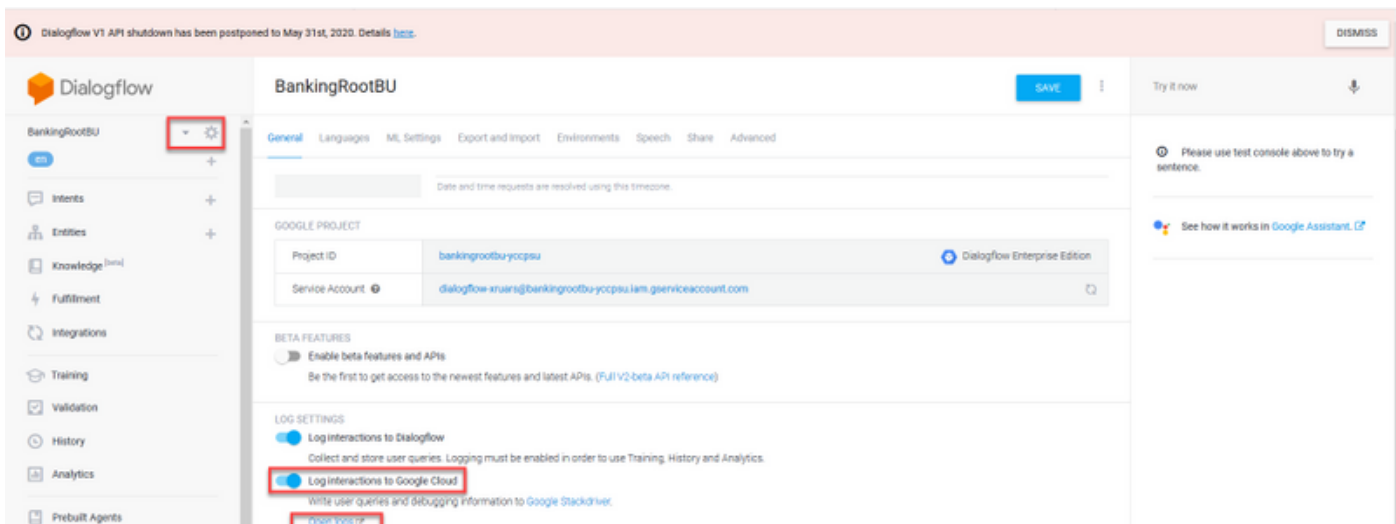 Dialogflow V1 API shutdown has been postponed to May 31st, 2020. Details here.
DISMISS
Dialogflow
BankingRootBU
en
Intents
Entities
Knowledge [beta]
Fulfillment
Integrations
Training
Validation
History
Analytics
Prebuilt Agents
BankingRootBU
SAVE
General Languages ML Settings Export and Import Environments Speech Share Advanced
Date and time requests are resolved using this timezone.
GOOGLE PROJECT
Project ID bankingrootbu-yccpsu Dialogflow Enterprise Edition
Service Account dialogflow-xruars@bankingrootbu-yccpsu.iam.gserviceaccount.com
BETA FEATURES
Enable beta features and APIs
Be the first to get access to the newest features and latest APIs. (Full V2-beta API reference)
LOG SETTINGS
Log interactions to Dialogflow
Collect and store user queries. Logging must be enabled in order to use Training, History and Analytics.
Log interactions to Google Cloud
Write user queries and debugging information to Google Stackdriver.
Open logs
Try it now
Please use test console above to try a
sentence.
See how it works in Google Assistant.